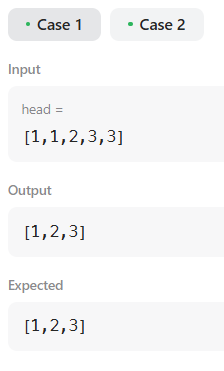 Case 1 Case 2
Input
head =
[1,1,2,3,3]
Output
[1,2,3]
Expected
[1,2,3]